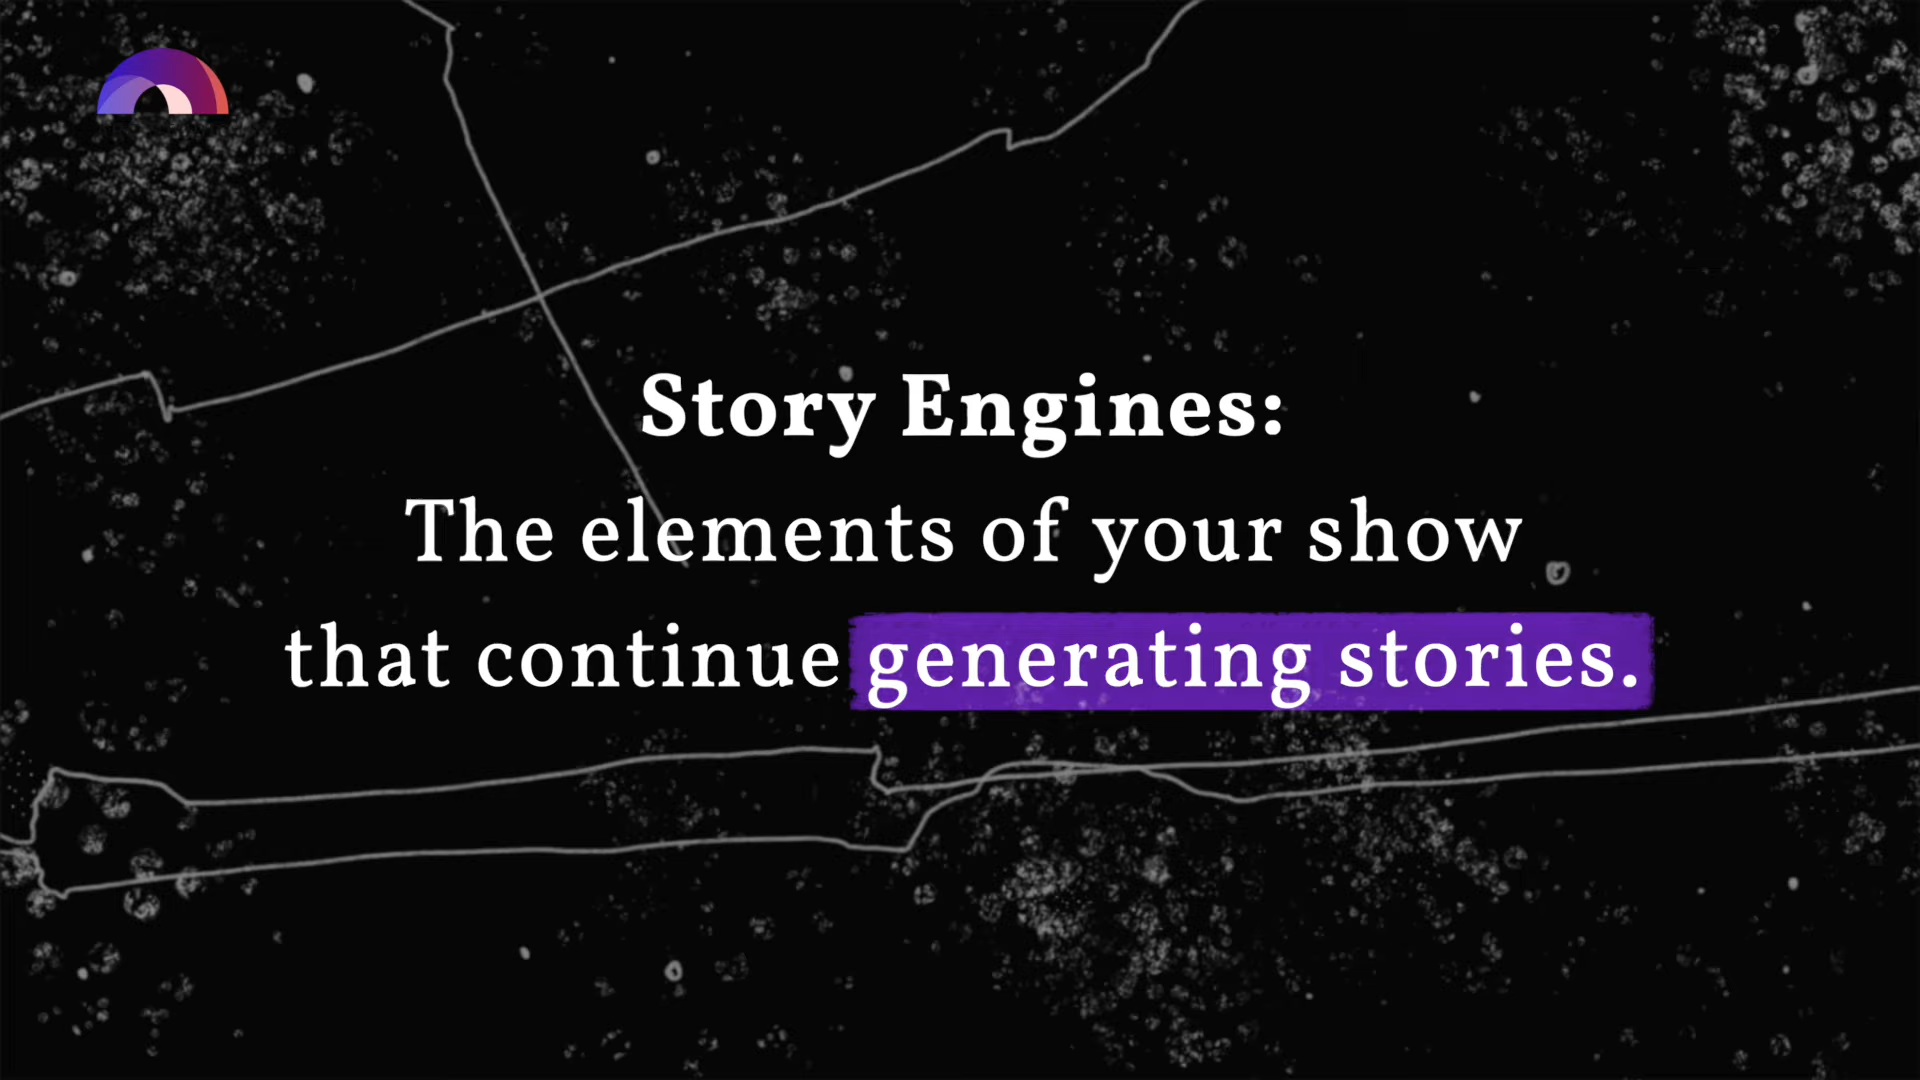 Story Engines:
The elements of your show
that continue generating stories.